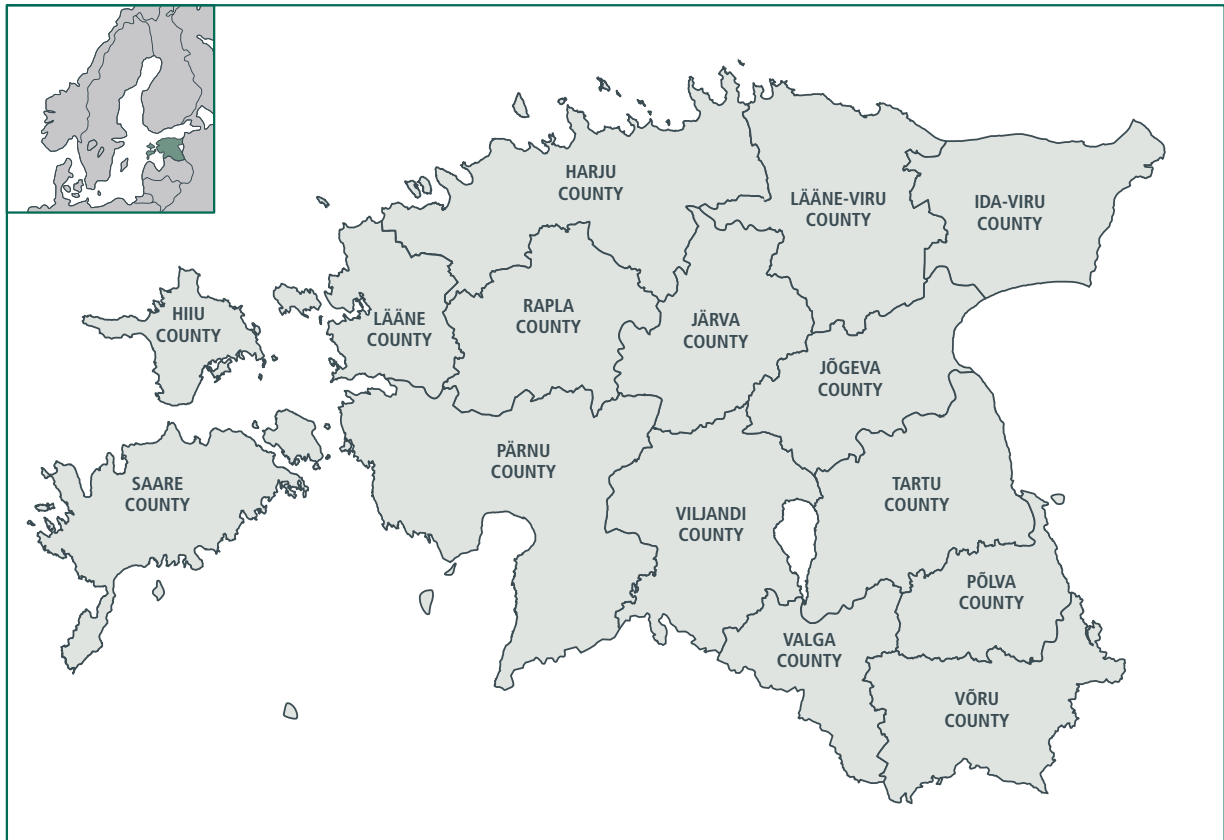 HARJU
COUNTY
LÄÄNE-VIRU
COUNTY
IDA-VIRU
COUNTY
HIIU
COUNTY
LÄÄNE
COUNTY
RAPLA
COUNTY
JÄRVA
COUNTY
JÕGEVA
COUNTY
SAARE
COUNTY
PÄRNU
COUNTY
VILJANDI
COUNTY
TARTU
COUNTY
PÕLVA
COUNTY
VALGA
COUNTY
VÕRU
COUNTY